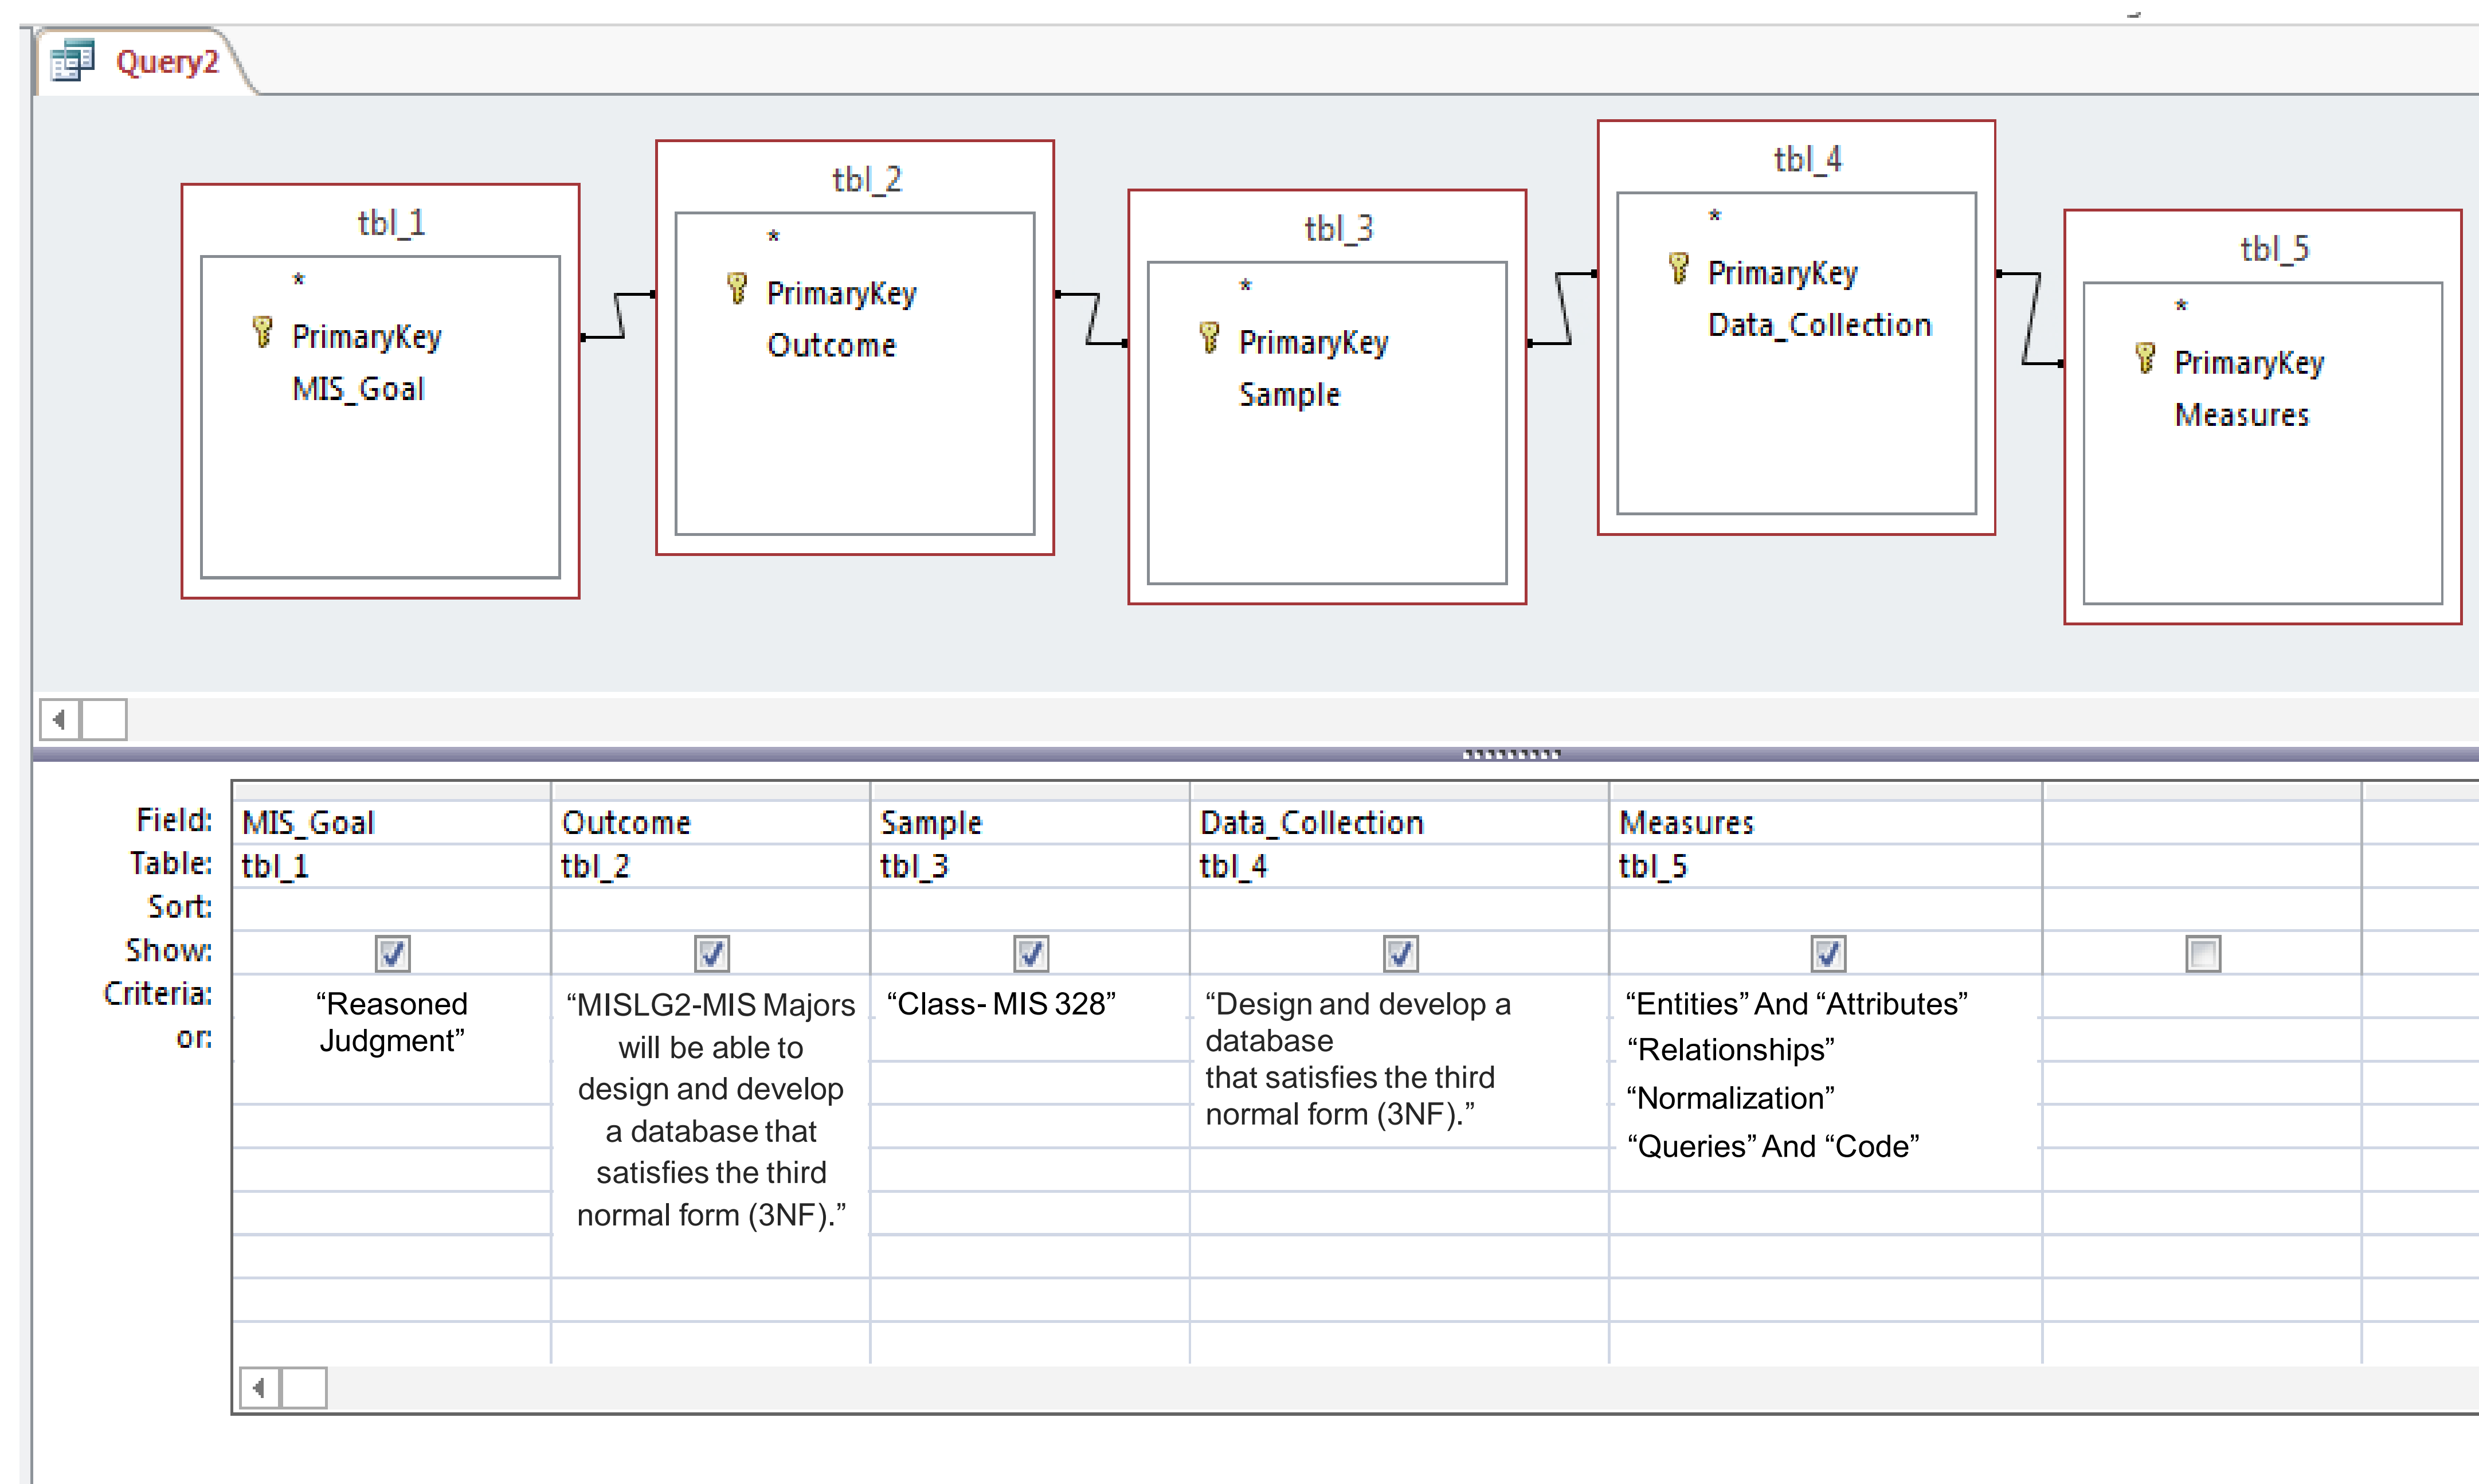 Query2
tbl_1
*
PrimaryKey
MIS_Goal
tbl_2
*
PrimaryKey
Outcome
tbl_3
*
PrimaryKey
Sample
tbl_4
*
PrimaryKey
Data_Collection
tbl_5
*
PrimaryKey
Measures
Field: MIS_Goal Outcome Sample Data_Collection Measures
Table: tbl_1 tbl_2 tbl_3 tbl_4 tbl_5
Sort:
Show:
Criteria:
or:
“Reasoned
Judgment”
“MISLG2-MIS Majors
will be able to
design and develop
a database that
satisfies the third
normal form (3NF).”
“Class- MIS 328”
“Design and develop a
database
that satisfies the third
normal form (3NF).”
“Entities” And “Attributes”
“Relationships”
“Normalization”
“Queries” And “Code”